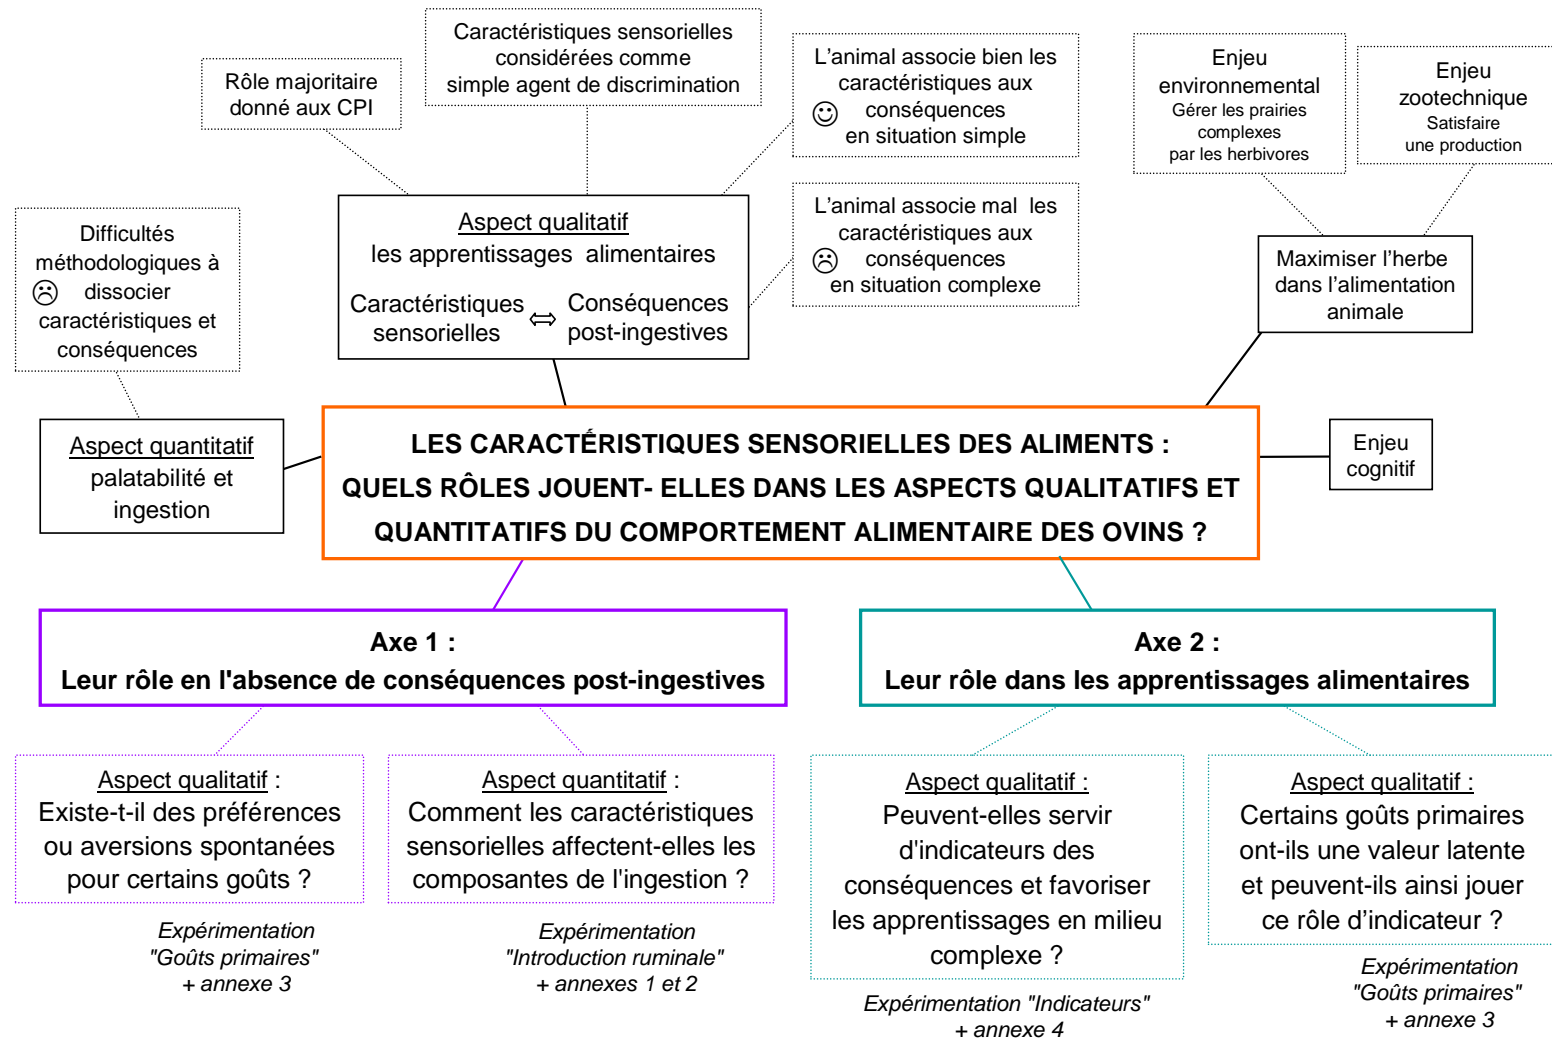 Caractéristiques sensorielles
considérées comme
simple agent de discrimination
Rôle majoritaire
donné aux CPI
L'animal associe bien les
caractéristiques aux
conséquences
en situation simple
Enjeu
environnemental
Gérer les prairies
complexes
par les herbivores
Enjeu
zootechnique
Satisfaire
une production
Difficultés
méthodologiques à
dissocier
caractéristiques et
conséquences
Aspect qualitatif
les apprentissages alimentaires
Caractéristiques
sensorielles
⇔
Conséquences
post-ingestives
L'animal associe mal les
caractéristiques aux
conséquences
en situation complexe
Maximiser l'herbe
dans l'alimentation
animale
Aspect quantitatif
palatabilité et
ingestion
LES CARACTÉRISTIQUES SENSORIELLES DES ALIMENTS :
QUELS RÔLES JOUENT- ELLES DANS LES ASPECTS QUALITATIFS ET
QUANTITATIFS DU COMPORTEMENT ALIMENTAIRE DES OVINS ?
Enjeu
cognitif
Axe 1 :
Leur rôle en l'absence de conséquences post-ingestives
Axe 2 :
Leur rôle dans les apprentissages alimentaires
Aspect qualitatif :
Existe-t-il des préférences
ou aversions spontanées
pour certains goûts ?
Expérimentation
"Goûts primaires"
+ annexe 3
Aspect quantitatif :
Comment les caractéristiques
sensorielles affectent-elles les
composantes de l'ingestion ?
Expérimentation
"Introduction ruminale"
+ annexes 1 et 2
Aspect qualitatif :
Peuvent-elles servir
d'indicateurs des
conséquences et favoriser
les apprentissages en milieu
complexe ?
Expérimentation "Indicateurs"
+ annexe 4
Aspect qualitatif :
Certains goûts primaires
ont-ils une valeur latente
et peuvent-ils ainsi jouer
ce rôle d'indicateur ?
Expérimentation
"Goûts primaires"
+ annexe 3